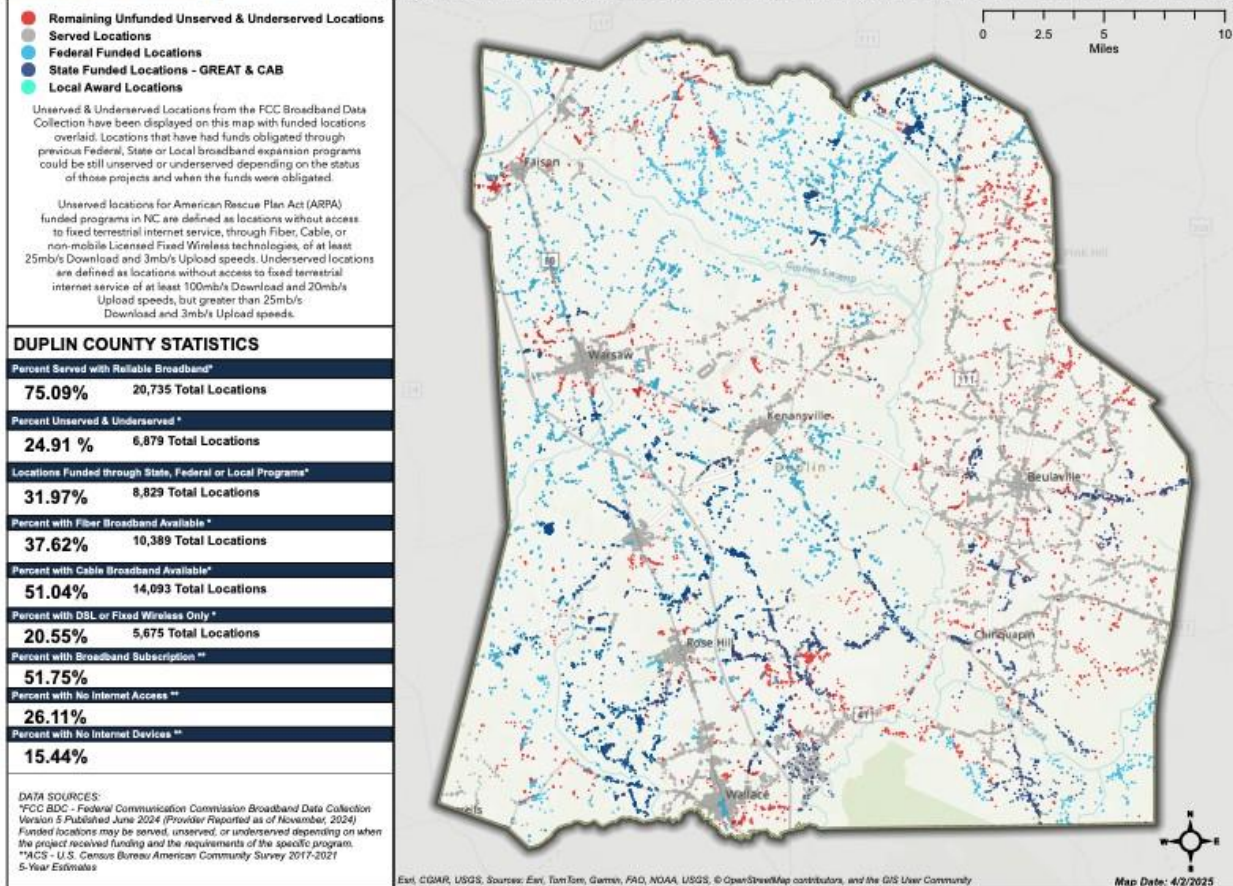 Remaining Unfunded Unserved & Underserved Locations
Served Locations
Federal Funded Locations
State Funded Locations - GREAT & CAB
Local Award Locations
Unserved & Underserved Locations from the FCC Broadband Data
Collection have been displayed on this map with funded locations
overlaid. Locations that have had funds obligated through
previous Federal, State or Local broadband expansion programs
could be still unserved or underserved depending on the status
of those projects and when the funds were obligated.
Unserved locations for American Rescue Plan Act (ARPA)
funded programs in NC are defined as locations without access
to fixed terrestrial internet service, through Fiber, Cable, or
non-mobile Licensed Fixed Wireless technologies, of at least
25mb/s Download and 3mb/s Upload speeds. Underserved locations
are defined as locations without access to fixed terrestrial
internet service of at least 100mb/s Download and 20mb/s
Upload speeds, but greater than 25mb/s
Download and 3mb/s Upload speeds.
DUPLIN COUNTY STATISTICS
Percent Served with Reliable Broadband*
75.09% 20,735 Total Locations
Percent Unserved & Underserved *
24.91 % 6,879 Total Locations
Locations Funded through State, Federal or Local Programs*
31.97% 8,829 Total Locations
Percent with Fiber Broadband Available *
37.62% 10,389 Total Locations
Percent with Cable Broadband Available*
51.04% 14,093 Total Locations
Percent with DSL or Fixed Wireless Only *
20.55% 5,675 Total Locations
Percent with Broadband Subscription **
51.75%
Percent with No Internet Access **
26.11%
Percent with No Internet Devices **
15.44%
DATA SOURCES:
*FCC BDC - Federal Communication Commission Broadband Data Collection
Version 5 Published June 2024 (Provider Reported as of November, 2024)
Funded locations may be served, unserved, or underserved depending on when
the project received funding and the requirements of the specific program.
**ACS - U.S. Census Bureau American Community Survey 2017-2021
5-Year Estimates
0 2.5 5 10
Miles
Faison
Goshen Swamp
Pink Hill
Warsaw
111
Kenansville
Duplin
Beulaville
Chinquapin
Rose Hill
41
Wallace
N
W E
S
Esri, CGIAR, USGS, Sources: Esri, TomTom, Garmin, FAO, NOAA, USGS, © OpenStreetMap contributors, and the GIS User Community
Map Date: 4/2/2025